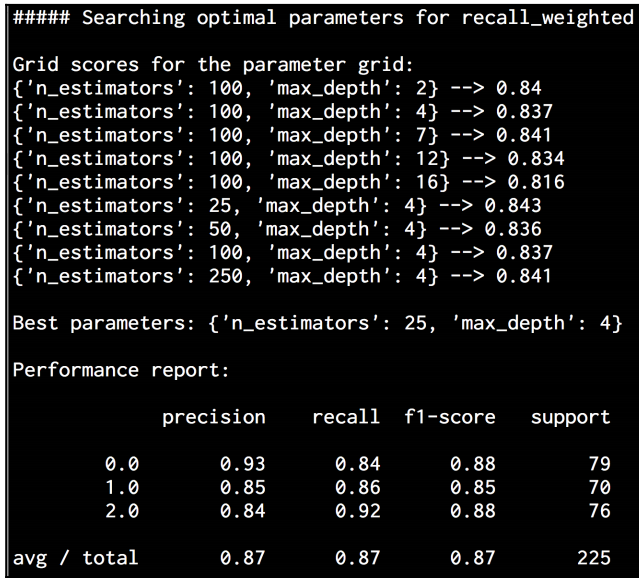 ##### Searching optimal parameters for recall_weighted
Grid scores for the parameter grid:
{'n_estimators': 100, 'max_depth': 2} --> 0.84
{'n_estimators': 100, 'max_depth': 4} --> 0.837
{'n_estimators': 100, 'max_depth': 7} --> 0.841
{'n_estimators': 100, 'max_depth': 12} --> 0.834
{'n_estimators': 100, 'max_depth': 16} --> 0.816
{'n_estimators': 25, 'max_depth': 4} --> 0.843
{'n_estimators': 50, 'max_depth': 4} --> 0.836
{'n_estimators': 100, 'max_depth': 4} --> 0.837
{'n_estimators': 250, 'max_depth': 4} --> 0.841
Best parameters: {'n_estimators': 25, 'max_depth': 4}
Performance report:
precision recall f1-score support
0.0 0.93 0.84 0.88 79
1.0 0.85 0.86 0.85 70
2.0 0.84 0.92 0.88 76
avg / total 0.87 0.87 0.87 225